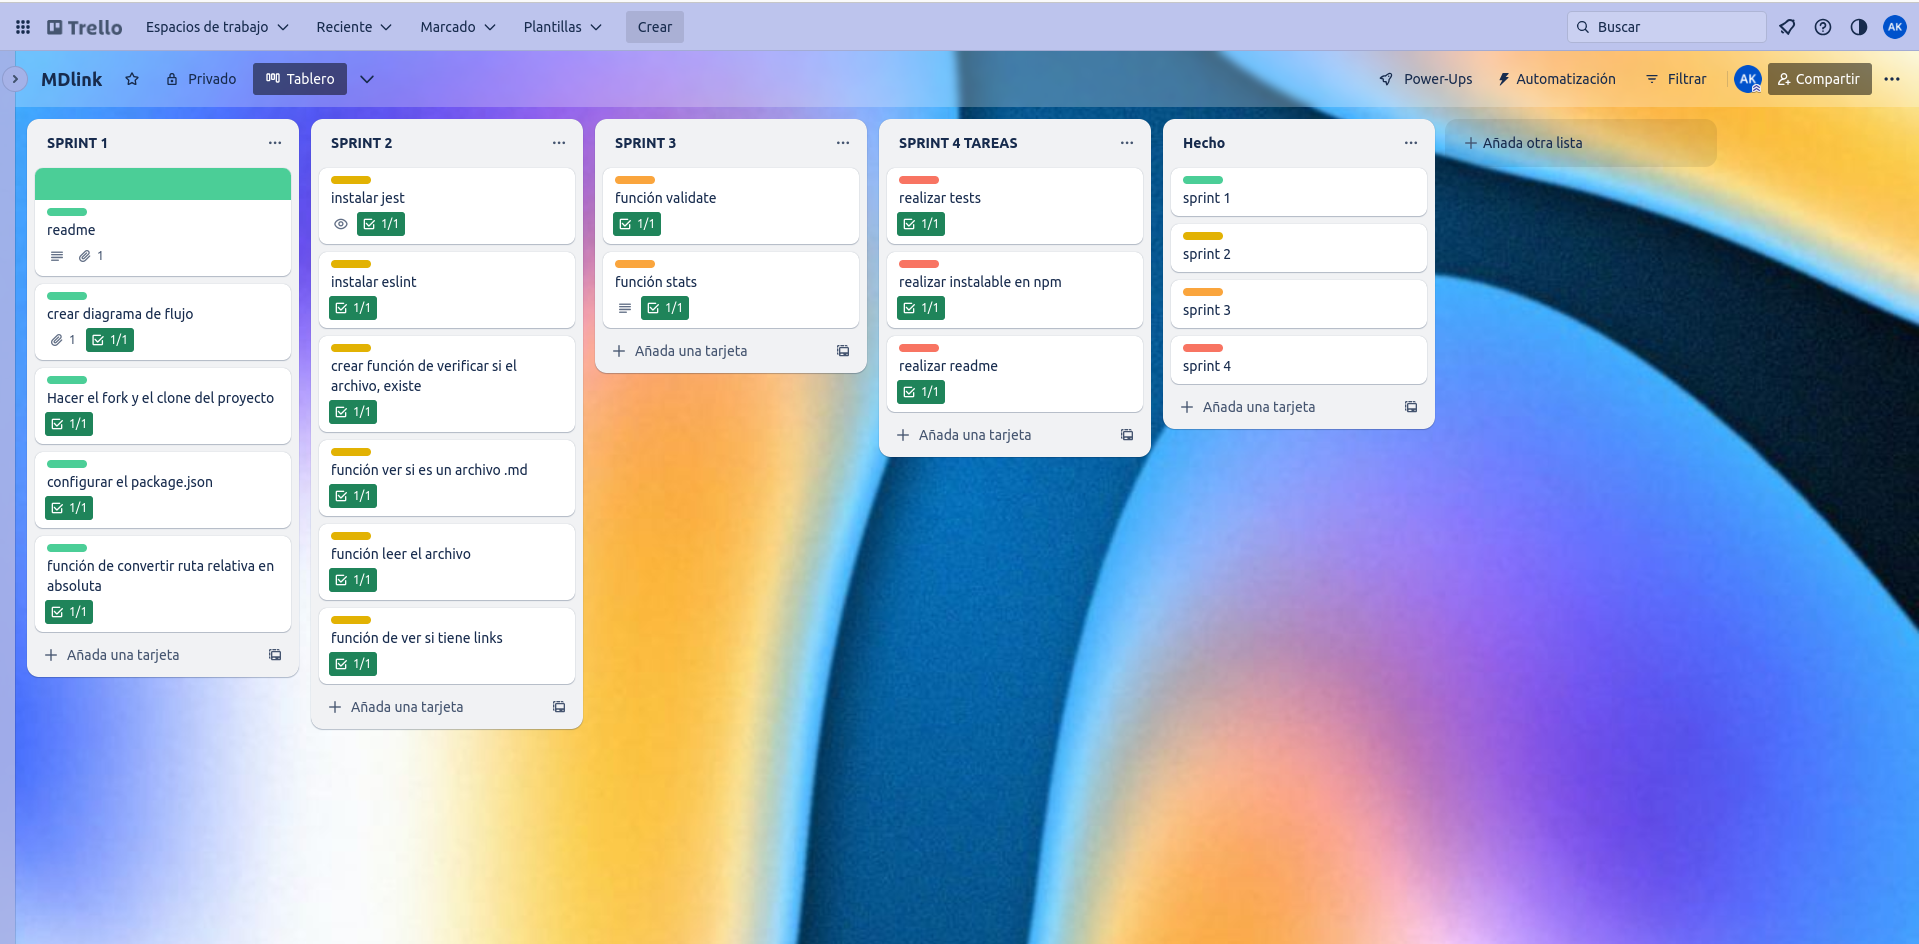 Trello
Espacios de trabajo
Reciente
Marcado
Plantillas
Crear
Buscar
AK
MDlink
Privado
Tablero
Power-Ups
Automatización
Filtrar
AK
Compartir
SPRINT 1
readme
1
crear diagrama de flujo
1 1/1
Hacer el fork y el clone del proyecto
1/1
configurar el package.json
1/1
función de convertir ruta relativa en
absoluta
1/1
Añada una tarjeta
SPRINT 2
instalar jest
1/1
instalar eslint
1/1
crear función de verificar si el
archivo, existe
1/1
función ver si es un archivo .md
1/1
función leer el archivo
1/1
función de ver si tiene links
1/1
Añada una tarjeta
SPRINT 3
función validate
1/1
función stats
1/1
Añada una tarjeta
SPRINT 4 TAREAS
realizar tests
1/1
realizar instalable en npm
1/1
realizar readme
1/1
Añada una tarjeta
Hecho
sprint 1
sprint 2
sprint 3
sprint 4
Añada una tarjeta
Añada otra lista